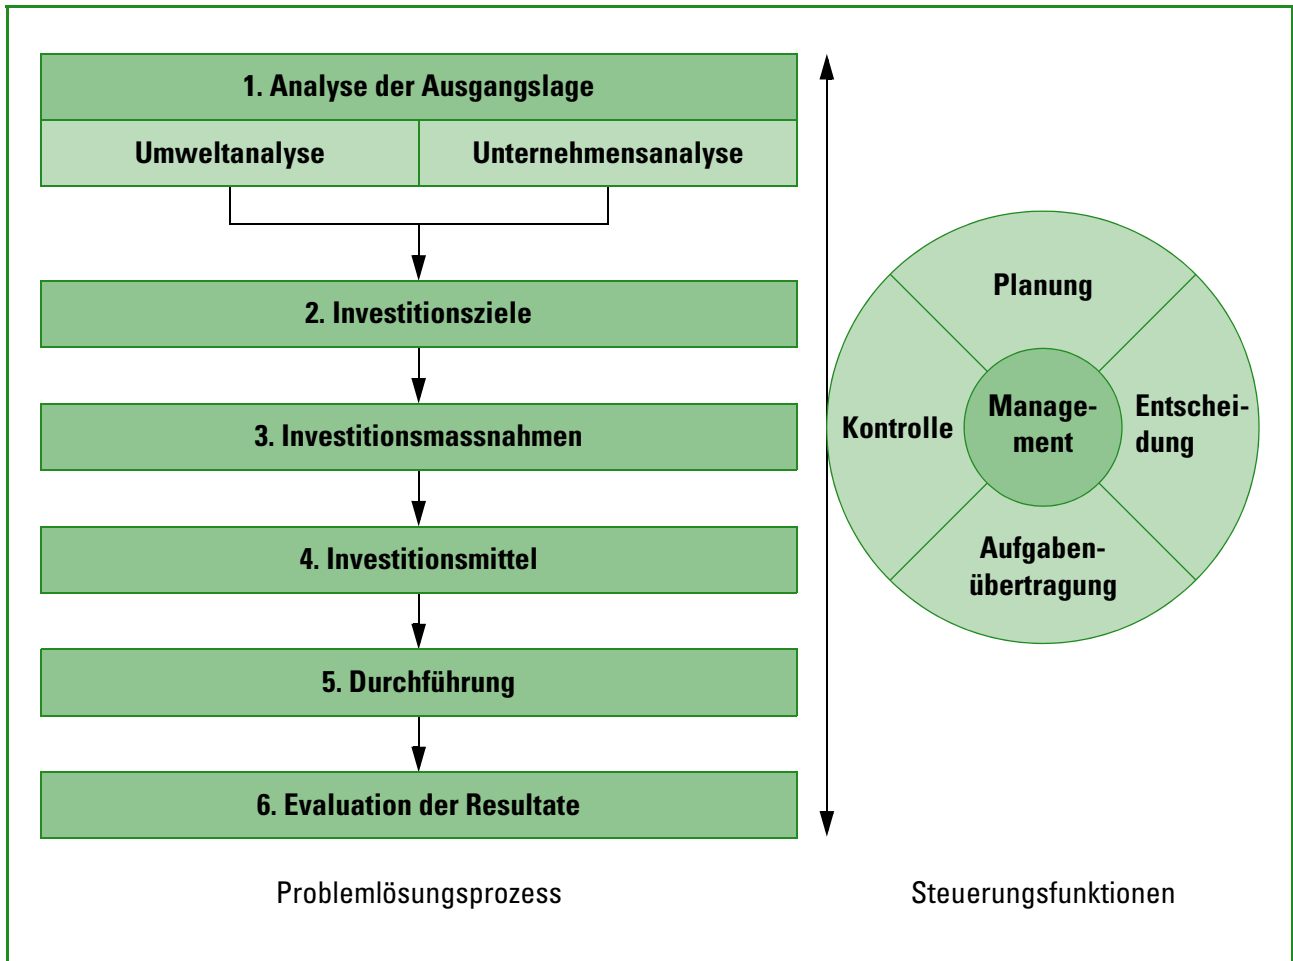 1. Analyse der Ausgangslage
Umweltanalyse
Unternehmensanalyse
2. Investitionsziele
3. Investitionsmassnahmen
4. Investitionsmittel
5. Durchführung
6. Evaluation der Resultate
Problemlösungsprozess
Planung
Kontrolle
Manage-
ment
Entschei-
dung
Aufgaben-
übertragung
Steuerungsfunktionen